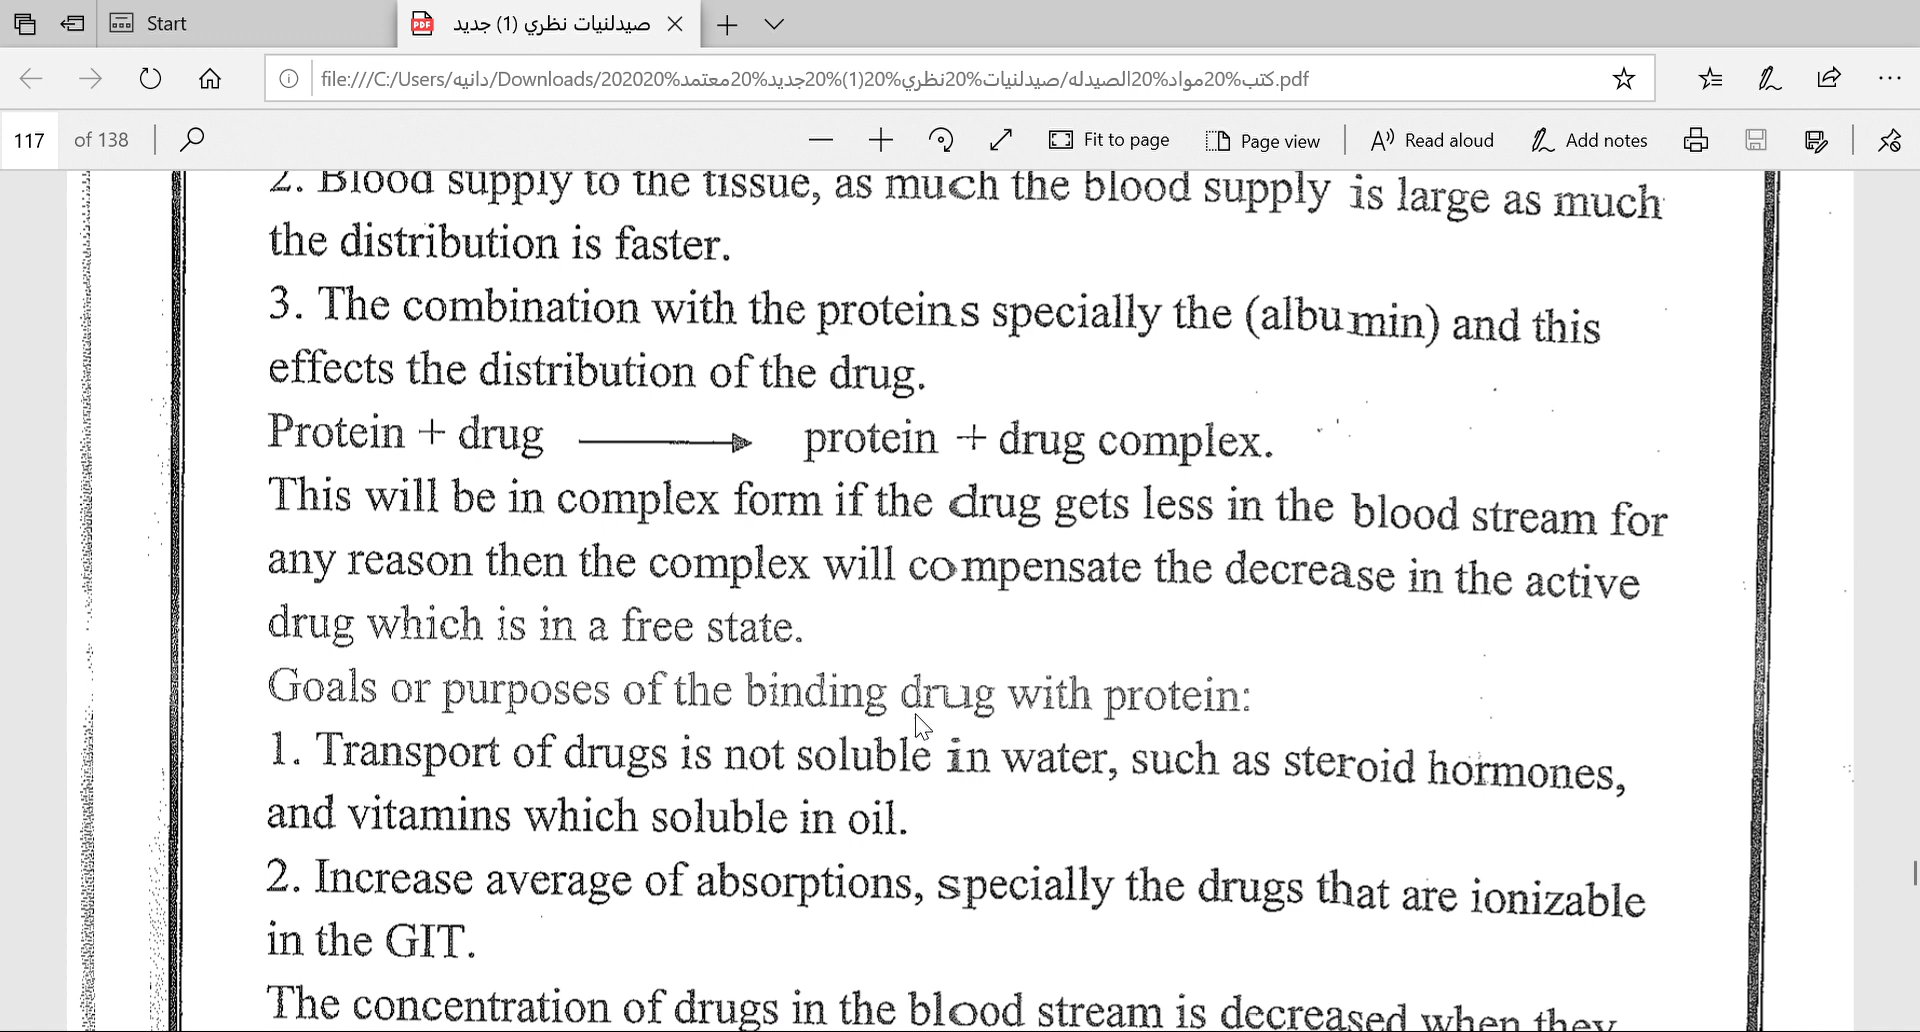 Start
صيدلنيات نظري (1) جديد
file:///C:/Users/دانيه/Downloads/202020%كتب%20مواد%20الصيدله/صيدلنيات%20نظري%20(1)%20جديد%20معتمد.pdf
117 of 138
Fit to page
Page view
Read aloud
Add notes
2. Blood supply to the tissue, as much the blood supply is large as much
the distribution is faster.
3. The combination with the proteins specially the (albumin) and this
effects the distribution of the drug.
Protein + drug → protein + drug complex.
This will be in complex form if the drug gets less in the blood stream for
any reason then the complex will compensate the decrease in the active
drug which is in a free state.
Goals or purposes of the binding drug with protein:
1. Transport of drugs is not soluble in water, such as steroid hormones,
and vitamins which soluble in oil.
2. Increase average of absorptions, specially the drugs that are ionizable
in the GIT.
The concentration of drugs in the blood stream is decreased when they